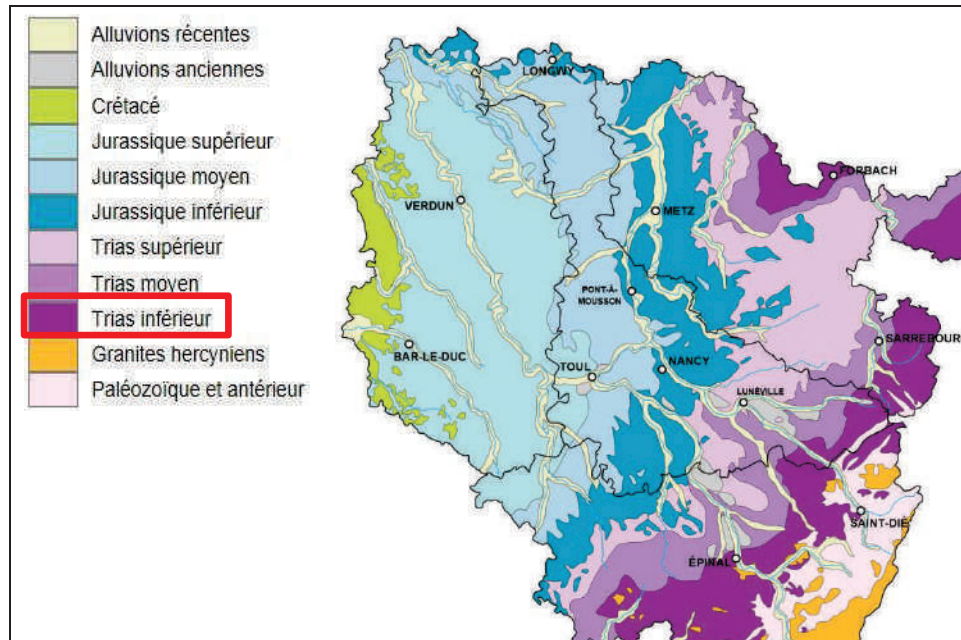 Alluvions récentes
Alluvions anciennes
Crétacé
Jurassique supérieur
Jurassique moyen
Jurassique inférieur
Trias supérieur
Trias moyen
Trias inférieur
Granites hercyniens
Paléozoïque et antérieur
LONGWY
FORBACH
VERDUN
METZ
PONT-À-
MOUSSON
SARREBOUR
BAR-LE-DUC
TOUL
NANCY
LUNÉVILLE
SAINT-DIÉ
ÉPINAL